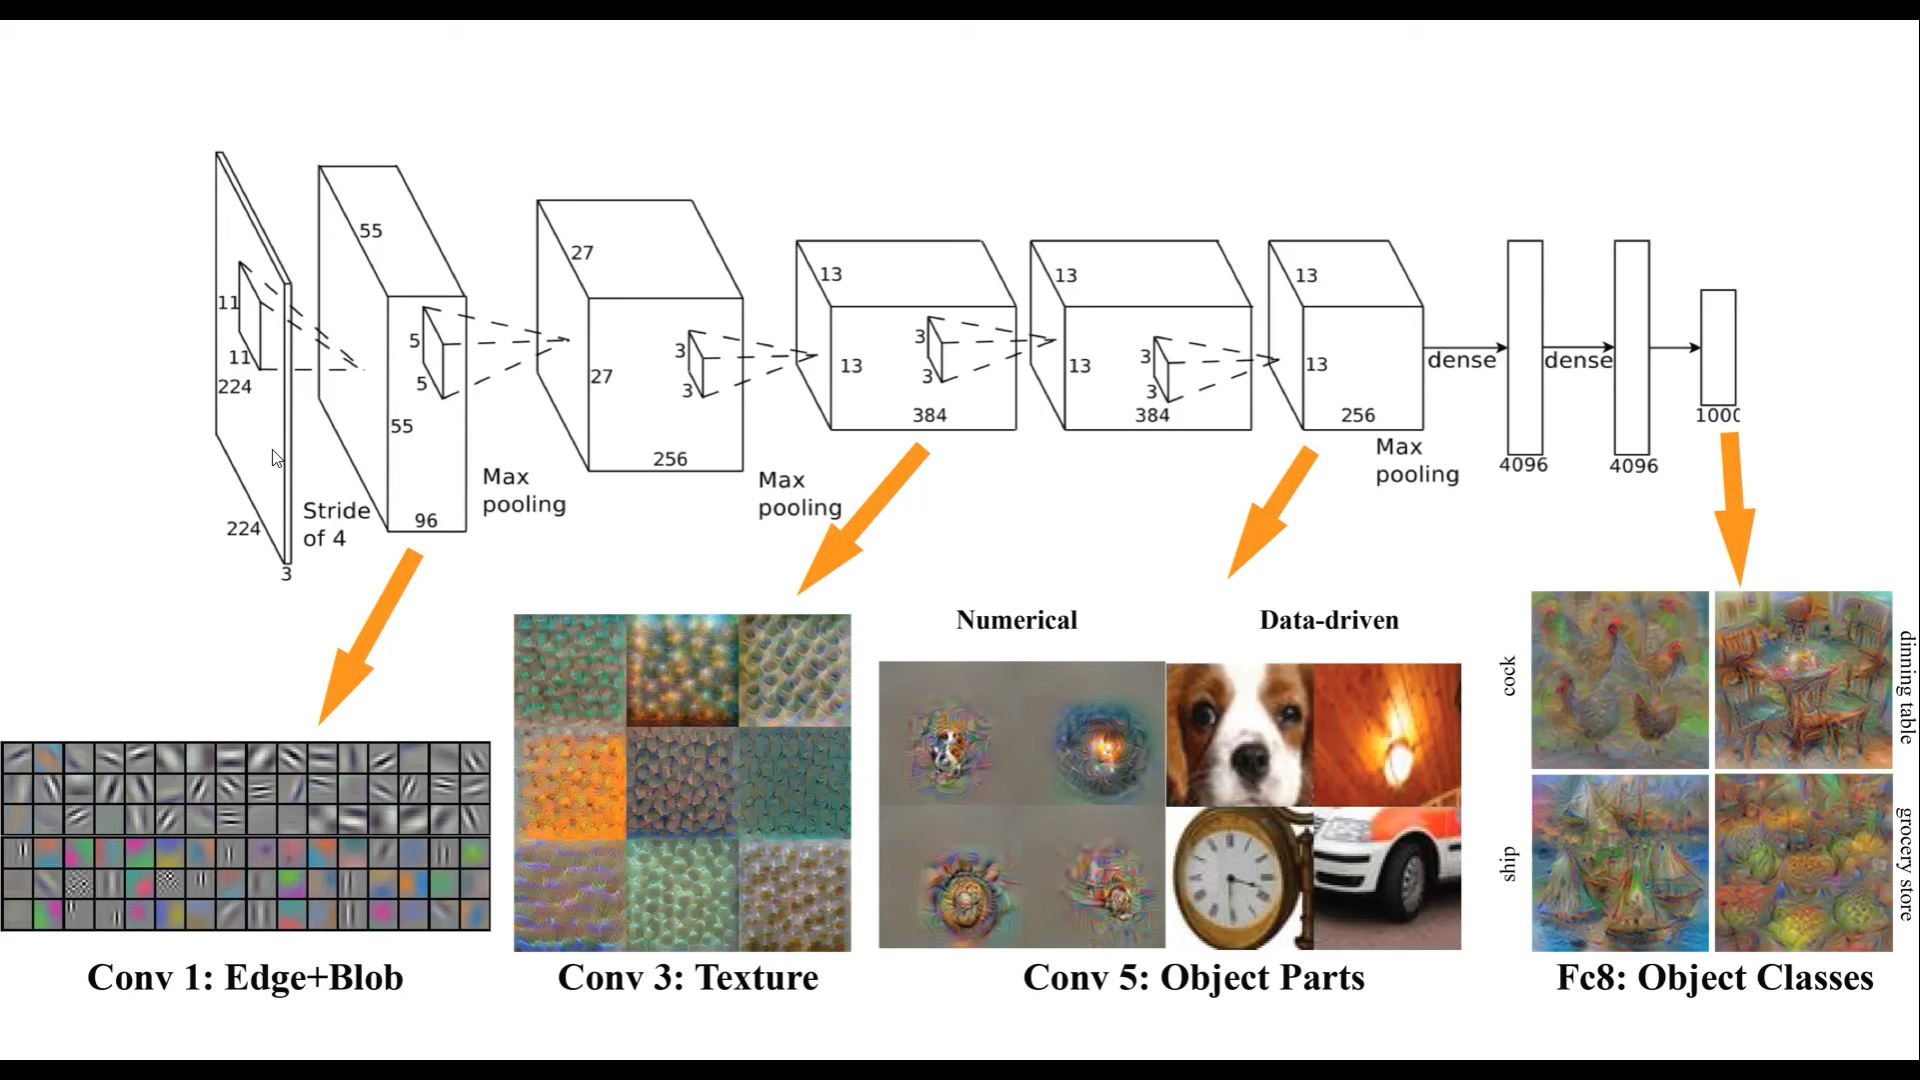 55
11
11
224
224
3
Stride
of 4
5
5
55
96
Max
pooling
27
27
3
3
256
Max
pooling
13
13
3
3
384
13
13
3
3
384
13
13
256
Max
pooling
dense
4096
dense
4096
1000
Conv 1: Edge+Blob
Conv 3: Texture
Numerical
Data-driven
Conv 5: Object Parts
cock
dinning table
ship
grocery store
Fc8: Object Classes